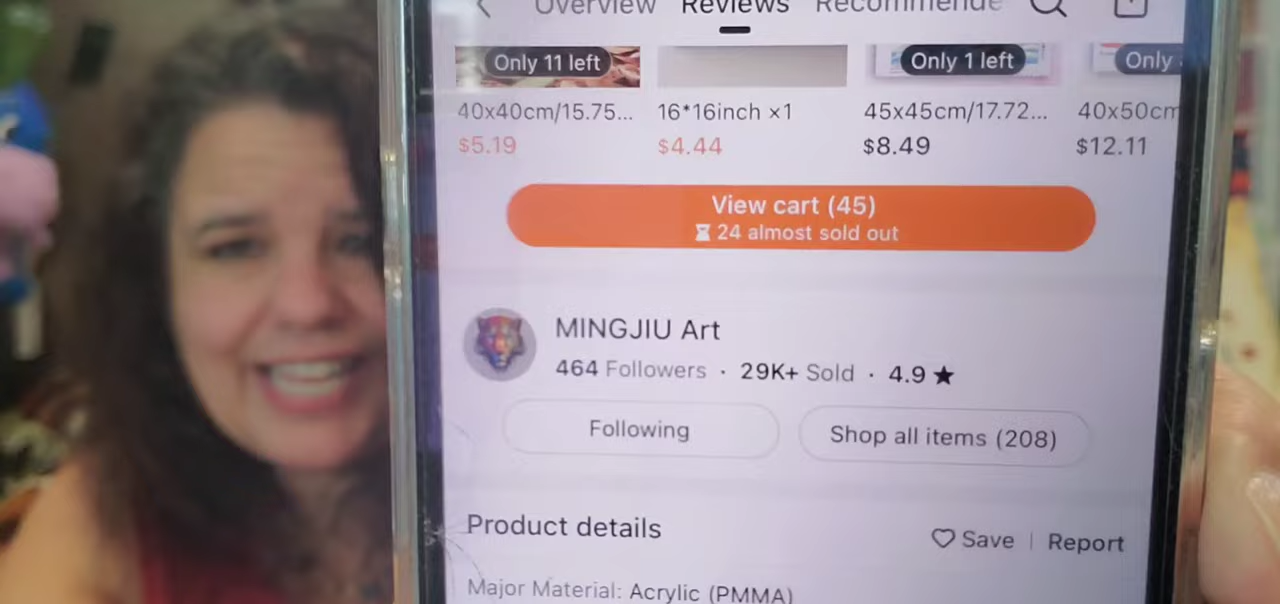 Overview Reviews Recommende
Only 11 left Only 1 left Only
40x40cm/15.75... 16*16inch ×1 45x45cm/17.72... 40x50cm
$5.19 $4.44 $8.49 $12.11
View cart (45)
24 almost sold out
MINGJIU Art
464 Followers · 29K+ Sold · 4.9 ★
Following Shop all items (208)
Product details
Save | Report
Major Material: Acrylic (PMMA)